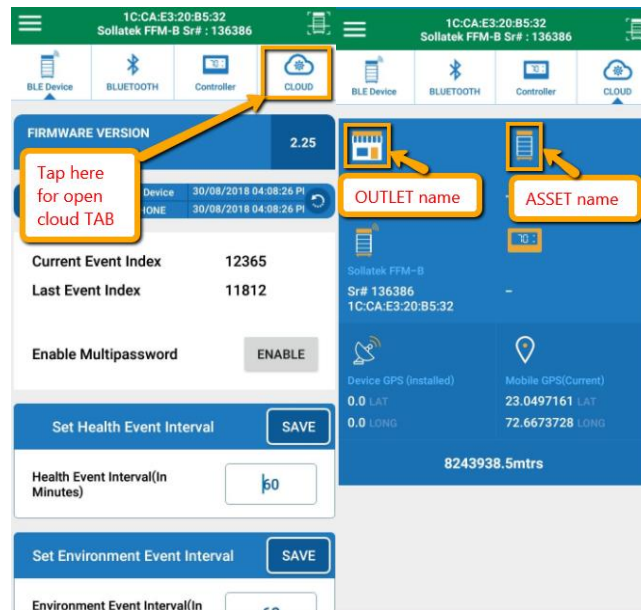 1C:CA:E3:20:B5:32
Sollatek FFM-B Sr# : 136386
BLE Device
BLUETOOTH
Controller
CLOUD
FIRMWARE VERSION
2.25
Tap here
for open
cloud TAB
Device 30/08/2018 04:08:26 P
HONE 30/08/2018 04:08:26 P
Current Event Index 12365
Last Event Index 11812
Enable Multipassword ENABLE
Set Health Event Interval SAVE
Health Event Interval(In
Minutes)
60
Set Environment Event Interval SAVE
Environment Event Interval(In
1C:CA:E3:20:B5:32
Sollatek FFM-B Sr# : 136386
BLE Device
BLUETOOTH
Controller
CLOUD
OUTLET name
ASSET name
Sollatek FFM-B
Sr# 136386
1C:CA:E3:20:B5:32
–
Device GPS (installed)
0.0 LAT
0.0 LONG
Mobile GPS(Current)
23.0497161 LAT
72.6673728 LONG
8243938.5mtrs